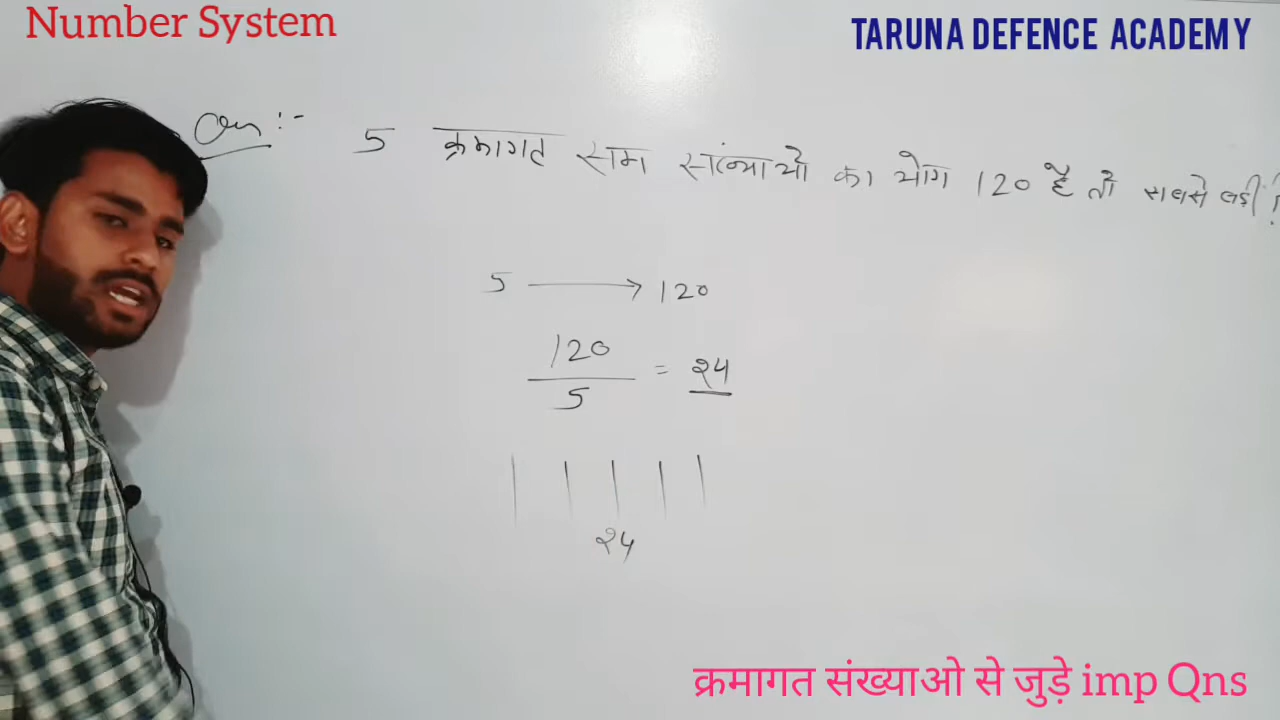 Number System
TARUNA DEFENCE ACADEMY
Qn :-
5 क्रमागत सम संख्याओ का योग 120 है तो सबसे बड़ी
5 → 120
120
5
= 24
24
क्रमागत संख्याओ से जुड़े imp Qns